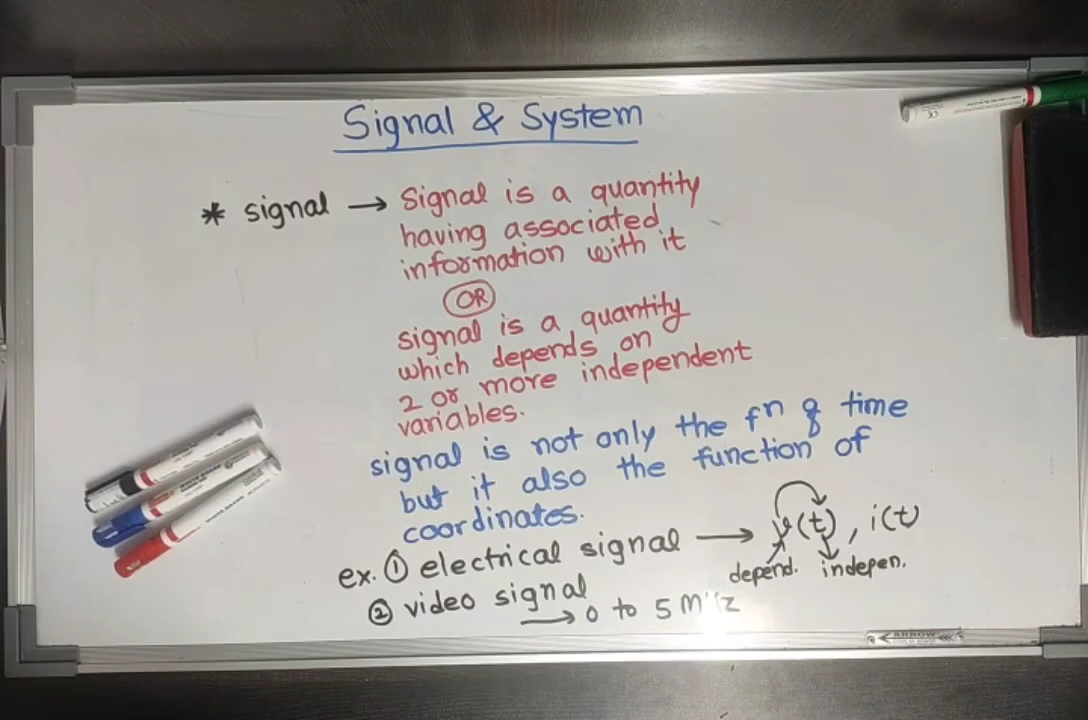 Signal & System
* signal → Signal is a quantity
having associated
information with it
OR
signal is a quantity
which depends on
2 or more independent
variables.
signal is not only the fn of time
but it also the function of
coordinates.
ex. ① electrical signal → v(t), i(t)
depend. indepen.
② video signal
→ 0 to 5 MHz
ARROW